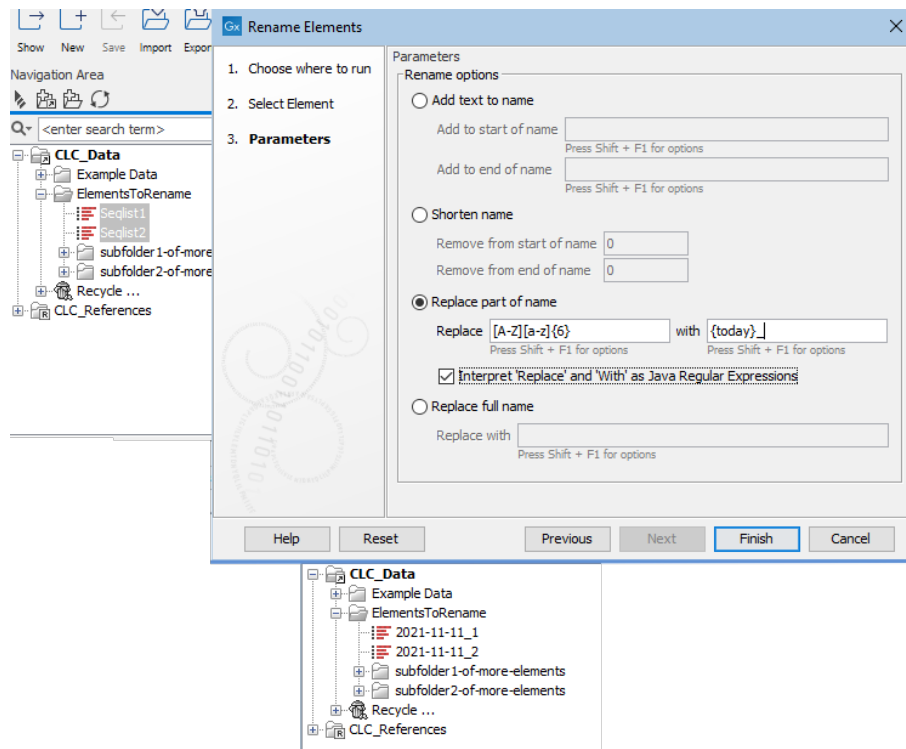 Show New Save Import Expor
Navigation Area
<enter search term>
CLC_Data
Example Data
ElementsToRename
Seqlist1
Seqlist2
subfolder1-of-more
subfolder2-of-more
Recycle ...
CLC_References
Gx Rename Elements
1. Choose where to run
2. Select Element
3. Parameters
Parameters
Rename options
Add text to name
Add to start of name
Press Shift + F1 for options
Add to end of name
Press Shift + F1 for options
Shorten name
Remove from start of name 0
Remove from end of name 0
Replace part of name
Replace [A-Z][a-z]{6} with {today}_
Press Shift + F1 for options Press Shift + F1 for options
Interpret 'Replace' and 'With' as Java Regular Expressions
Replace full name
Replace with
Press Shift + F1 for options
Help Reset Previous Next Finish Cancel
CLC_Data
Example Data
ElementsToRename
2021-11-11_1
2021-11-11_2
subfolder1-of-more-elements
subfolder2-of-more-elements
Recycle ...
CLC_References